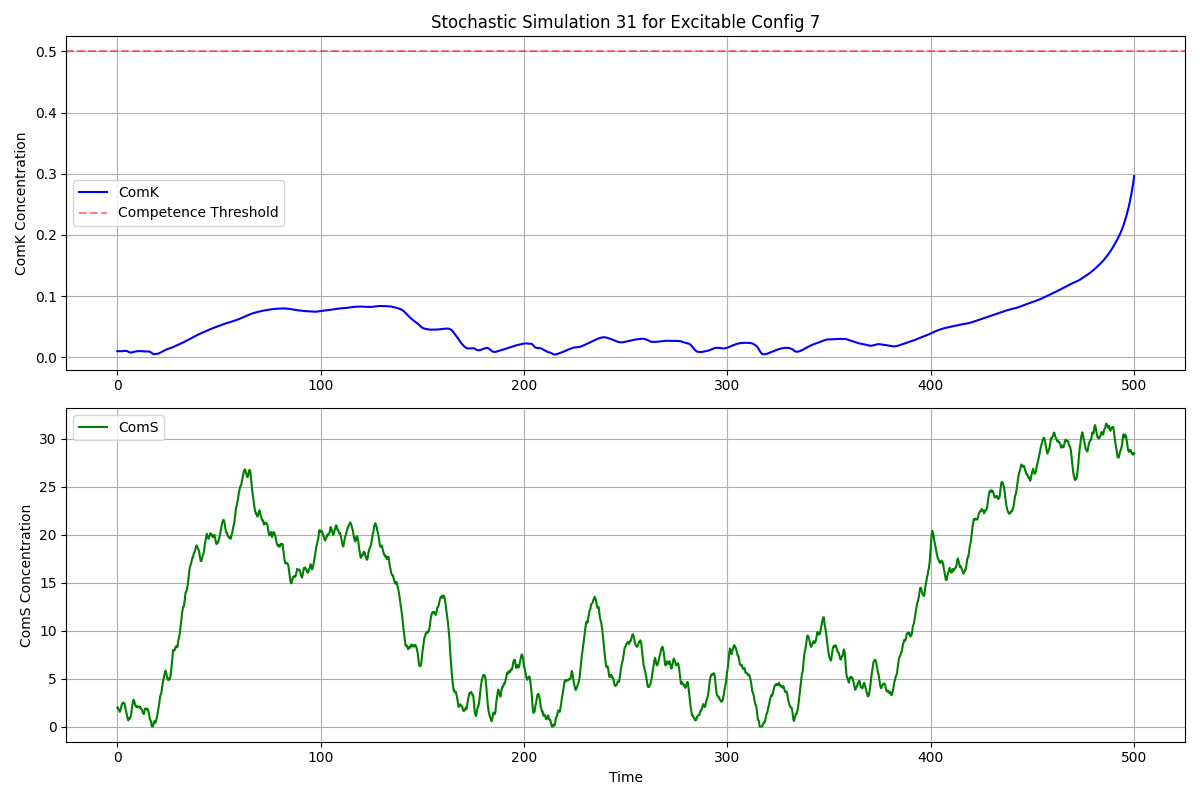 Stochastic Simulation 31 for Excitable Config 7
ComK Concentration
0.5
0.4
0.3
0.2
0.1
0.0
ComK
Competence Threshold
0 100 200 300 400 500
ComS Concentration
30
25
20
15
10
5
0
ComS
0 100 200 300 400 500
Time